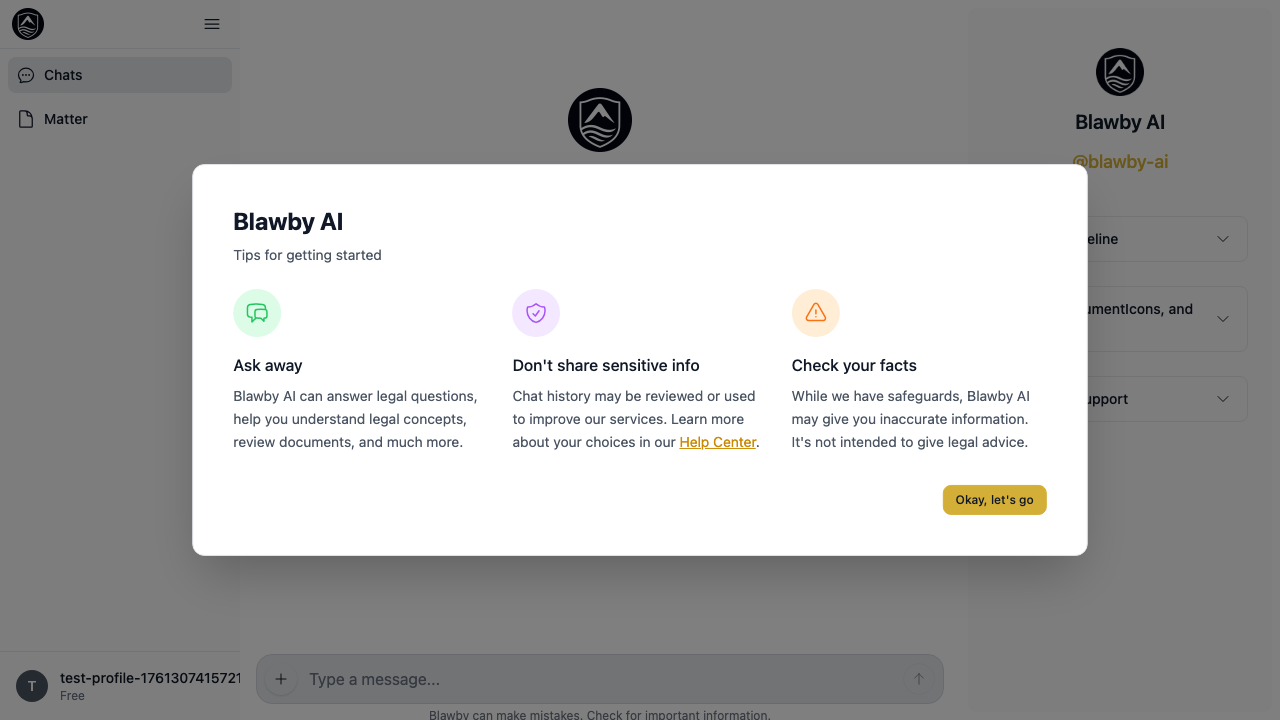 Chats
Matter
T
test-profile-1761307415721
Free
Blawby AI
@blawby-ai
eline
umentIcons, and
upport
Blawby AI
Tips for getting started
Ask away
Blawby AI can answer legal questions,
help you understand legal concepts,
review documents, and much more.
Don't share sensitive info
Chat history may be reviewed or used
to improve our services. Learn more
about your choices in our Help Center.
Check your facts
While we have safeguards, Blawby AI
may give you inaccurate information.
It's not intended to give legal advice.
Okay, let's go
Type a message...
Blawby can make mistakes. Check for important information.